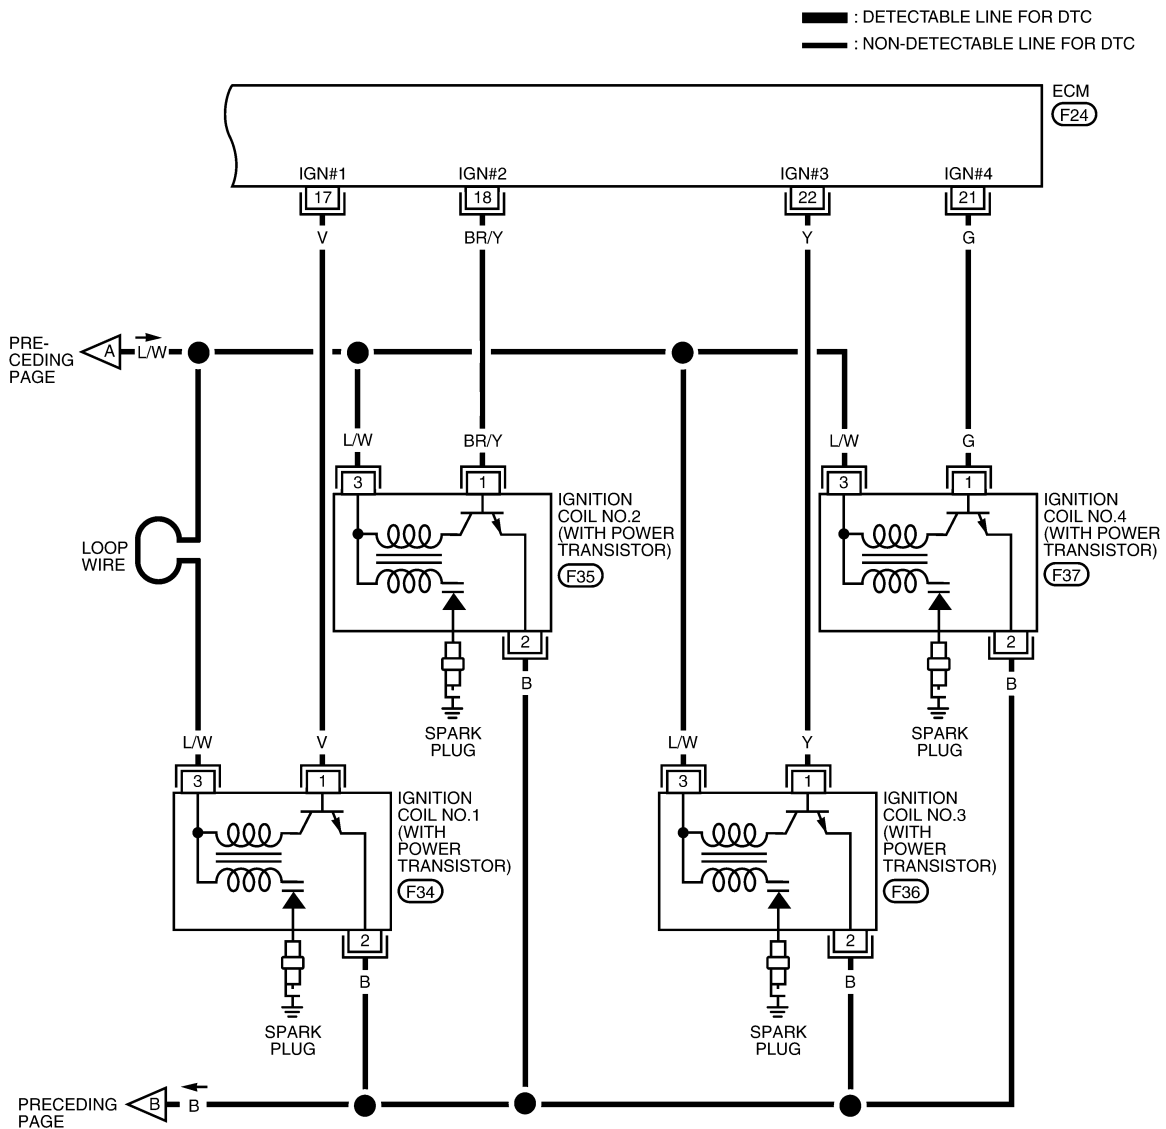 : DETECTABLE LINE FOR DTC
: NON-DETECTABLE LINE FOR DTC
ECM
F24
IGN#1
IGN#2
IGN#3
IGN#4
17
18
22
21
V
BR/Y
Y
G
PRE-
CEDING
PAGE
A
L/W
L/W
BR/Y
L/W
G
3
1
3
1
IGNITION
COIL NO.2
(WITH POWER
TRANSISTOR)
F35
IGNITION
COIL NO.4
(WITH POWER
TRANSISTOR)
F37
LOOP
WIRE
2
2
B
B
SPARK
PLUG
SPARK
PLUG
L/W
V
L/W
Y
3
1
3
1
IGNITION
COIL NO.1
(WITH
POWER
TRANSISTOR)
F34
IGNITION
COIL NO.3
(WITH
POWER
TRANSISTOR)
F36
2
2
B
B
SPARK
PLUG
SPARK
PLUG
PRECEDING
PAGE
B
B